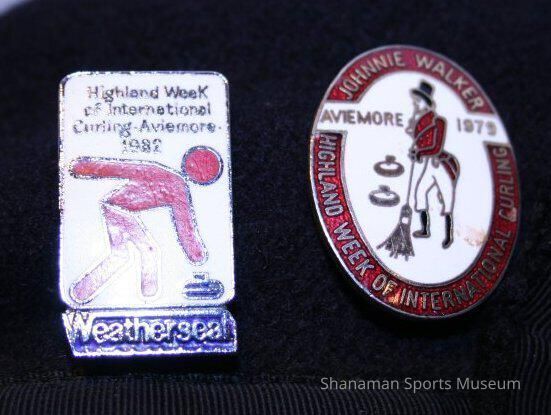 Highland Week
of International
Curling-Aviemore-
1982
Weatherseal
JOHNNIE WALKER
AVIEMORE 1979
HIGHLAND WEEK OF INTERNATIONAL CURLING
Shanaman Sports Museum